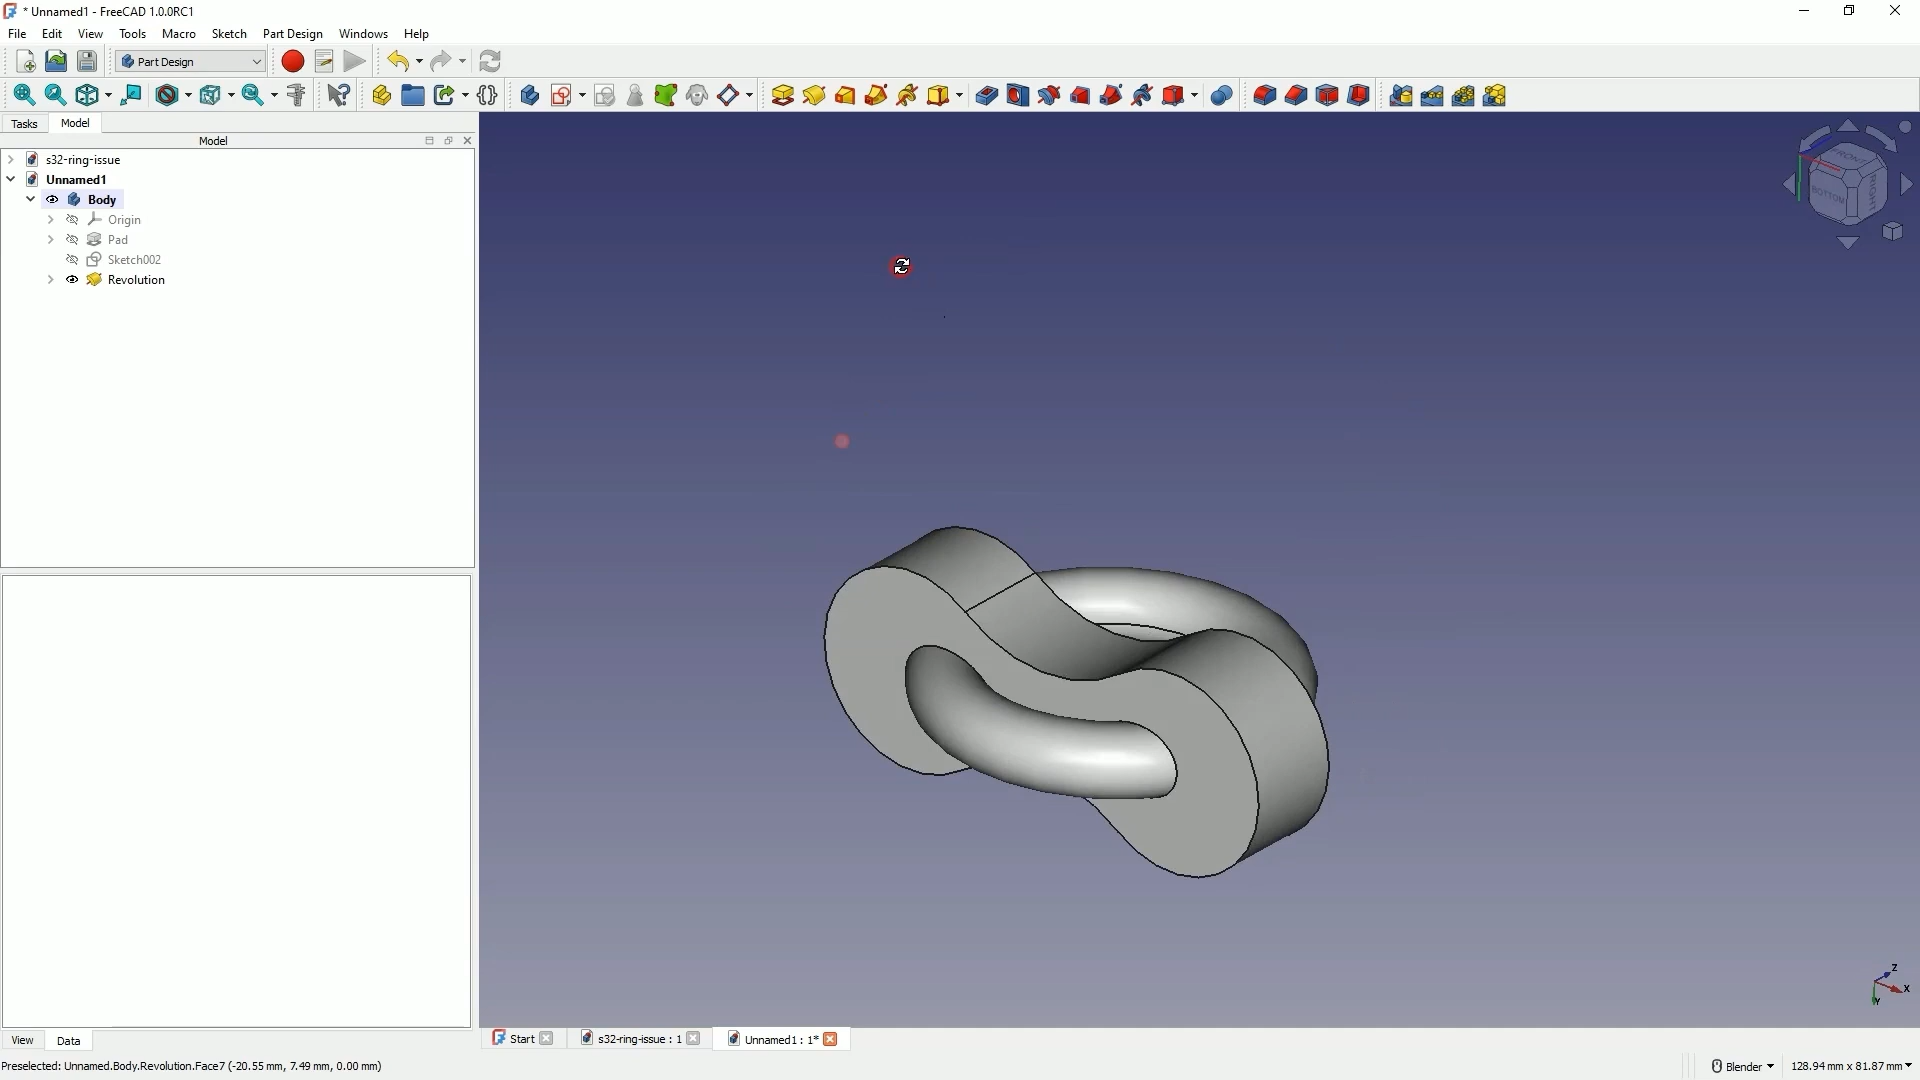 * Unnamed1 - FreeCAD 1.0.0RC1
File Edit View Tools Macro Sketch Part Design Windows Help
Part Design
Tasks Model
Model
s32-ring-issue
Unnamed1
Body
Origin
Pad
Sketch002
Revolution
FRONT
BOTTOM
RIGHT
Z
X
Y
Start s32-ring-issue : 1 Unnamed1 : 1*
View Data
Preselected: Unnamed.Body.Revolution.Face7 (-20.55 mm, 7.49 mm, 0.00 mm)
Blender 128.94 mm x 81.87 mm